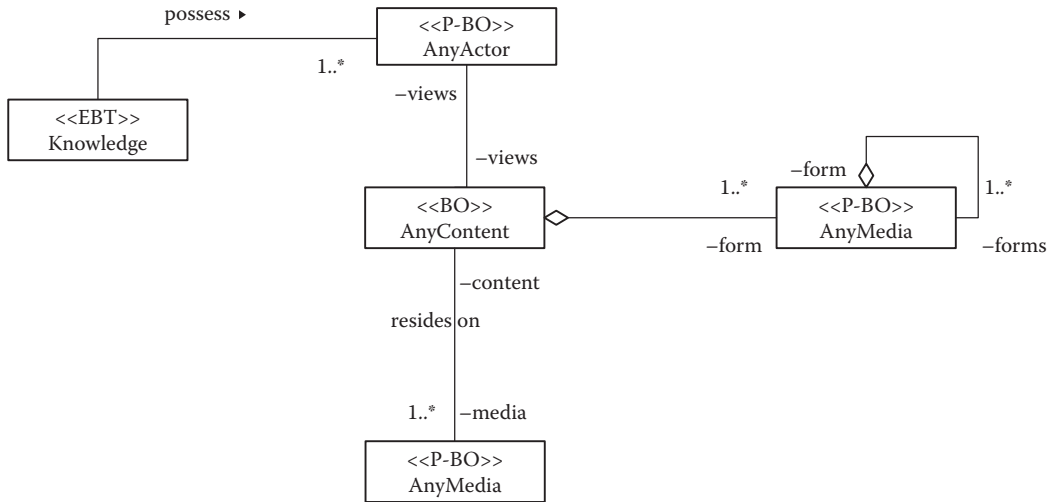 possess ▸
<<P-BO>>
AnyActor
1..*
–views
<<EBT>>
Knowledge
–views
–form
1..*
1..*
<<BO>>
AnyContent
<<P-BO>>
AnyMedia
–form
–forms
–content
resides on
1..*
–media
<<P-BO>>
AnyMedia